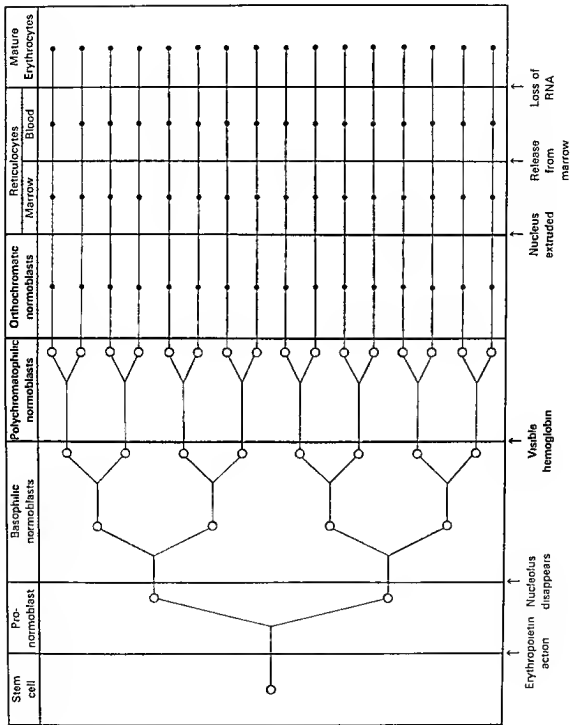 Stem
cell
Pro-
normoblast
Basophilic
normoblasts
Polychromatophilic
normoblasts
Orthochromatic
normoblasts
Reticulocytes
Marrow
Blood
Mature
Erythrocytes
Erythropoietin
action
Nucleolus
disappears
Visible
hemoglobin
Nucleus
extruded
Release
from
marrow
Loss of
RNA